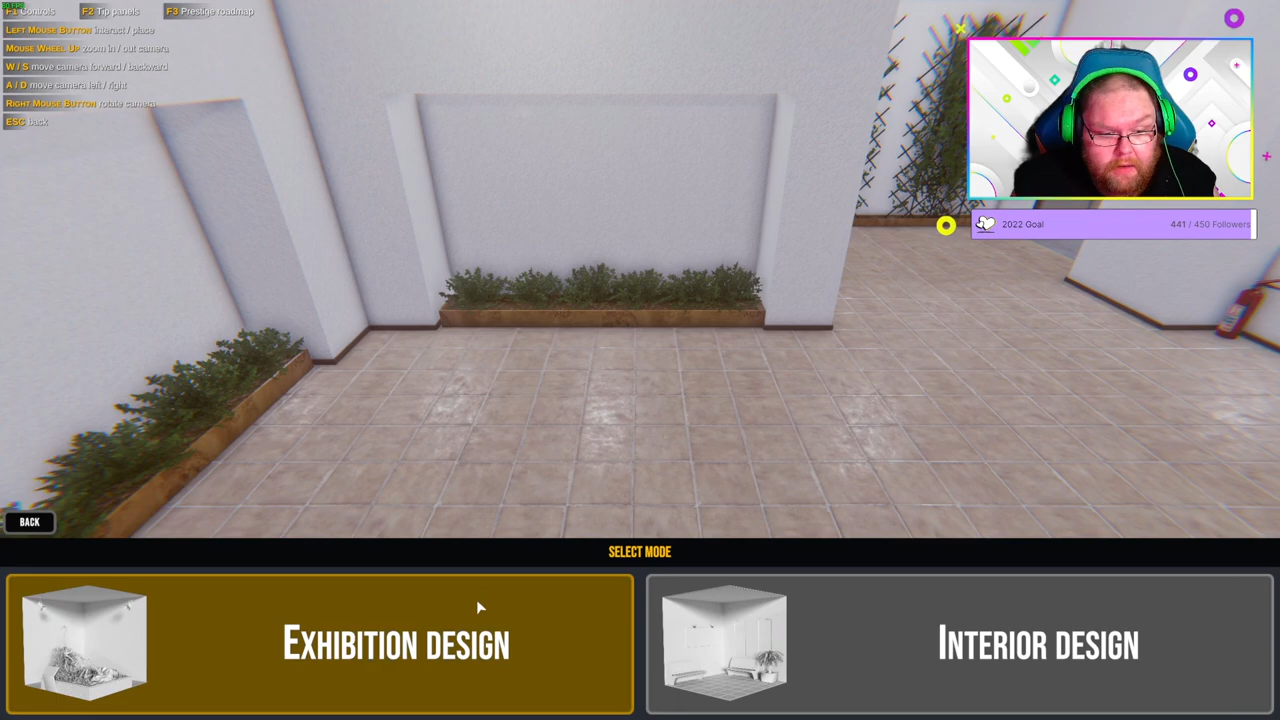 60 FPS
F1 Controls F2 Tip panels F3 Prestige roadmap
LEFT MOUSE BUTTON interact / place
MOUSE WHEEL UP zoom in / out camera
W / S move camera forward / backward
A / D move camera left / right
RIGHT MOUSE BUTTON rotate camera
ESC back
2022 Goal 441 / 450 Followers
BACK
SELECT MODE
EXHIBITION DESIGN
INTERIOR DESIGN